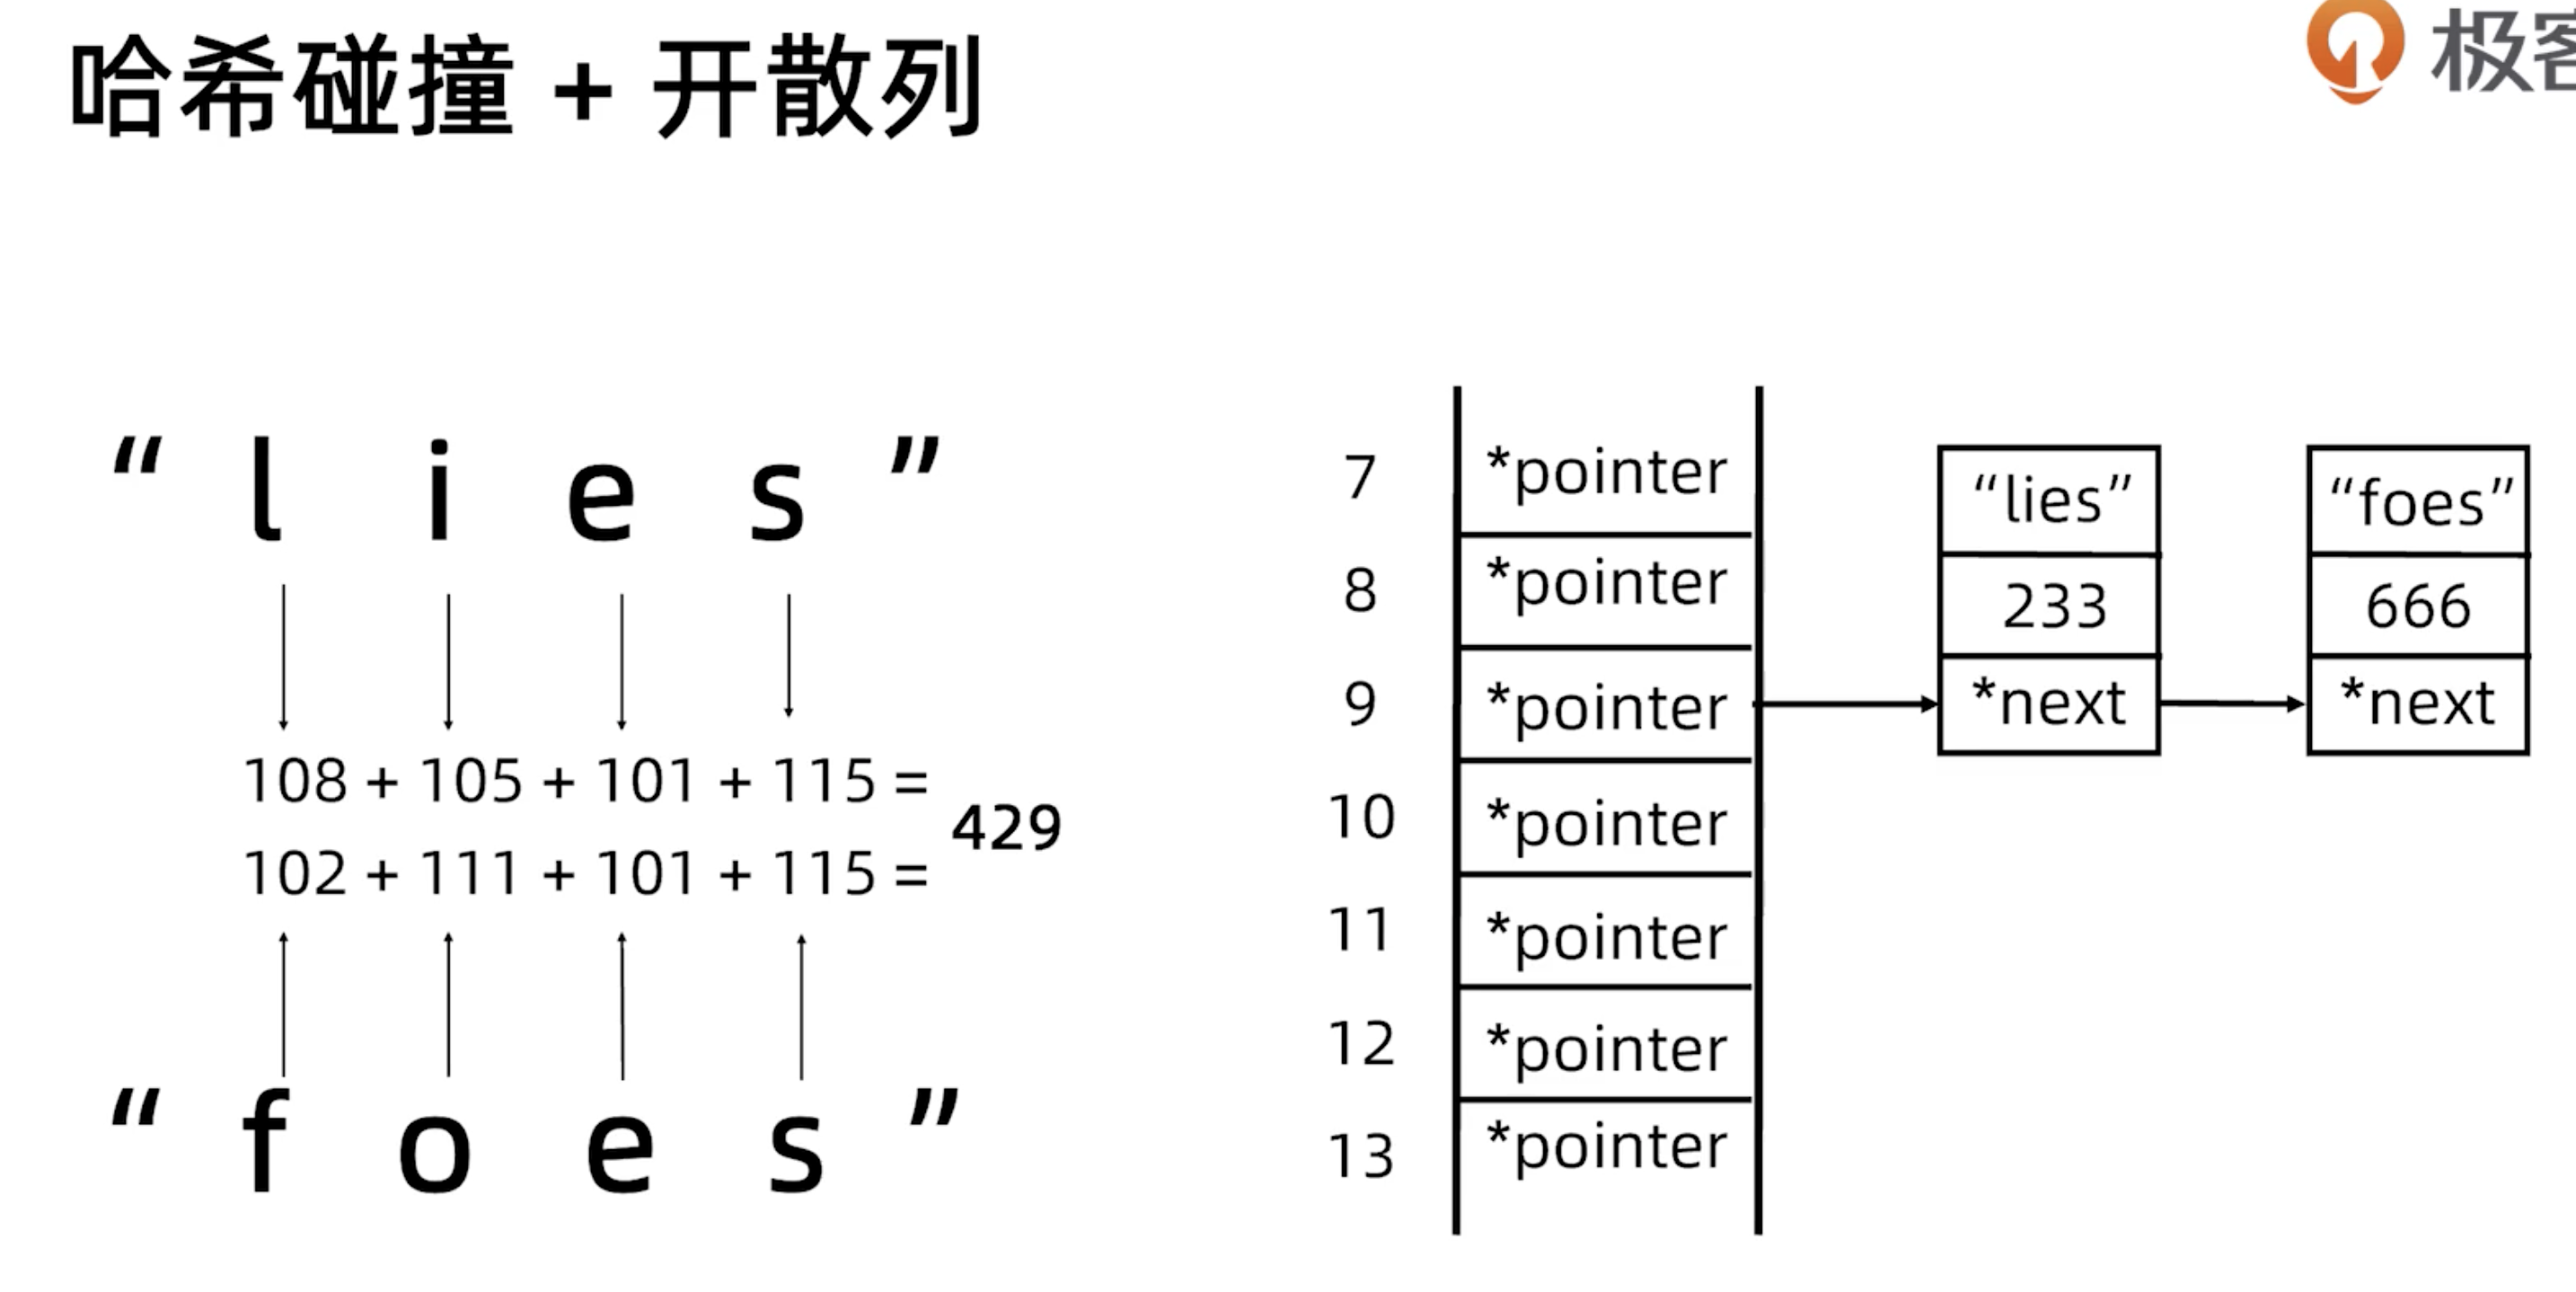 哈希碰撞 + 开散列
极客
“ l i e s ”
108 + 105 + 101 + 115 =
429
102 + 111 + 101 + 115 =
“ f o e s ”
7 *pointer
8 *pointer
9 *pointer
10 *pointer
11 *pointer
12 *pointer
13 *pointer
“lies”
233
*next
“foes”
666
*next